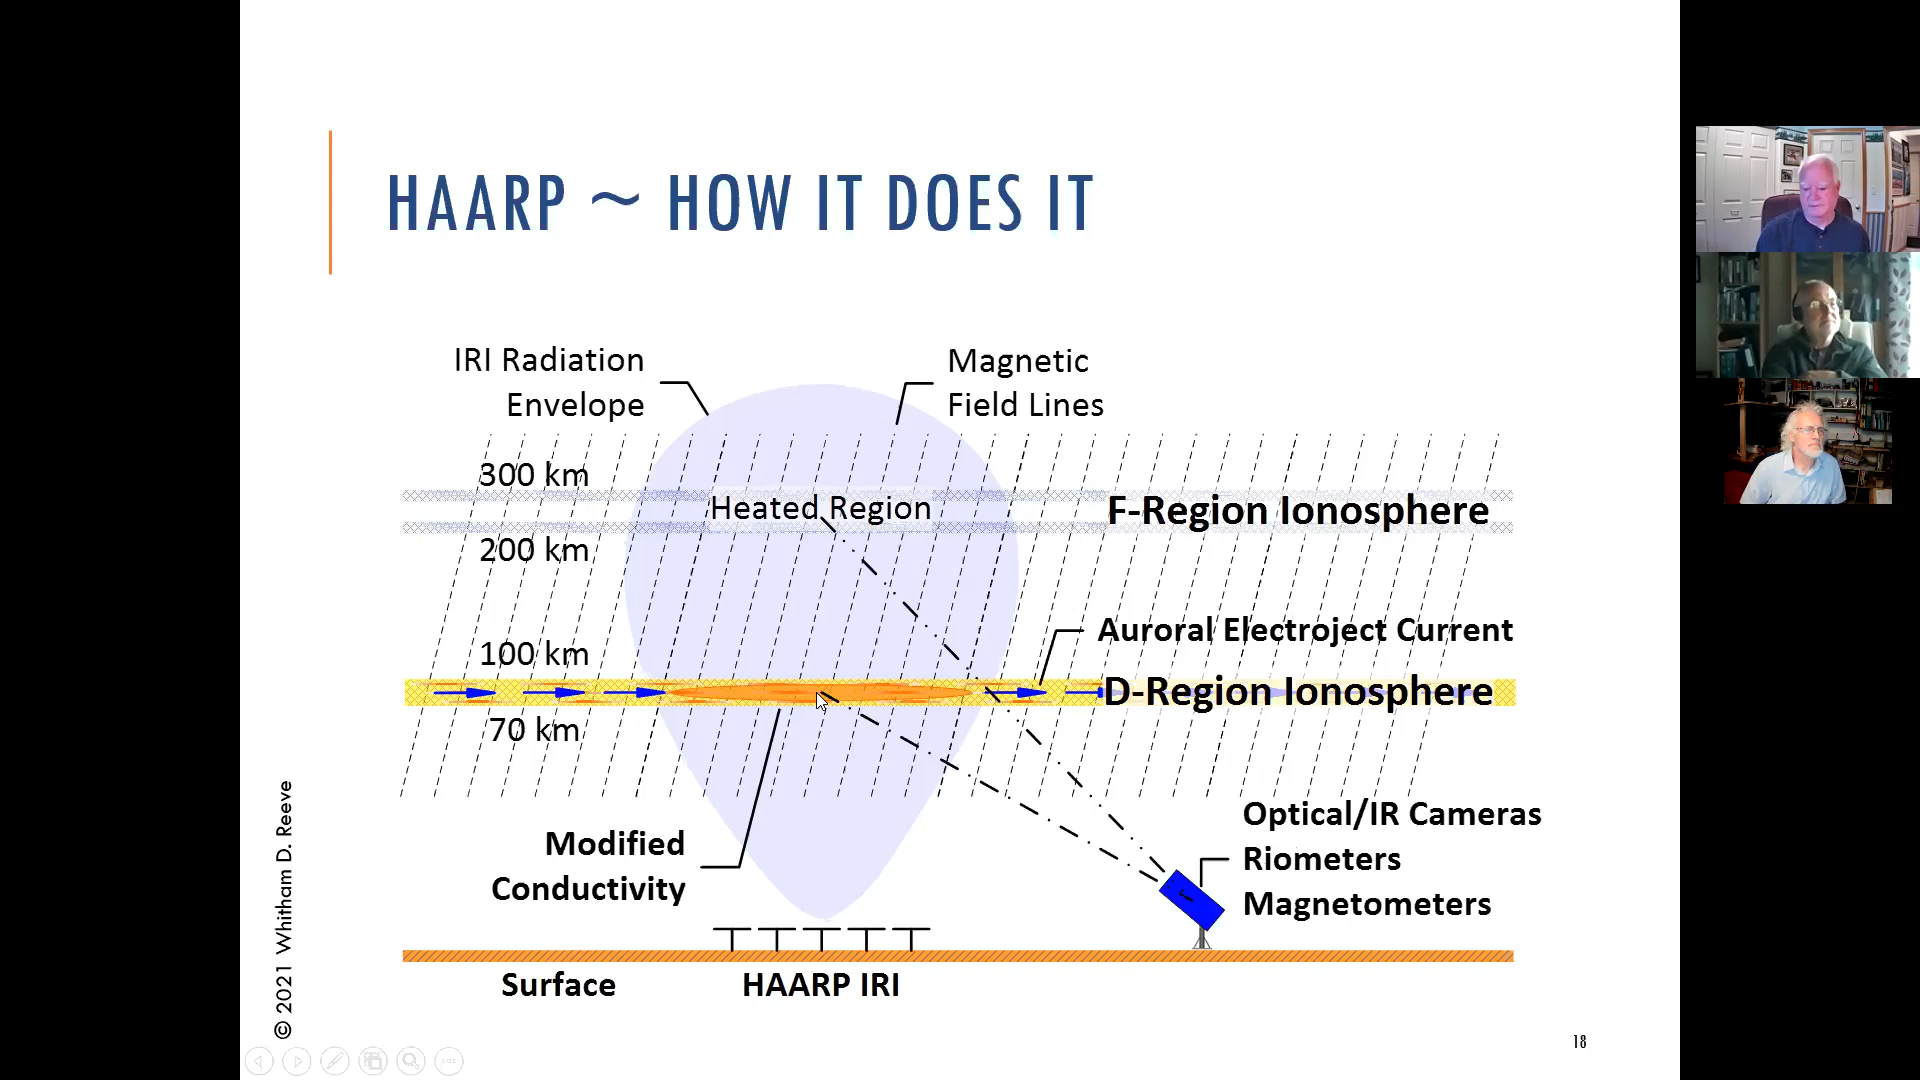 HAARP ~ HOW IT DOES IT
IRI Radiation
Envelope
Magnetic
Field Lines
300 km
Heated Region
F-Region Ionosphere
200 km
Auroral Electroject Current
100 km
D-Region Ionosphere
70 km
Modified
Conductivity
Optical/IR Cameras
Riometers
Magnetometers
Surface
HAARP IRI
© 2021 Whitham D. Reeve
18